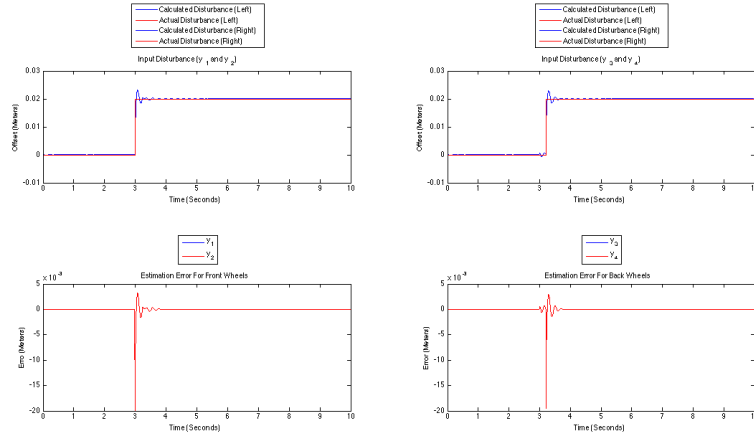 Calculated Disturbance (Left)
Actual Disturbance (Left)
Calculated Disturbance (Right)
Actual Disturbance (Right)
Input Disturbance (y 1 and y 2)
0.03
0.02
0.01
0
-0.01
Offset (Meters)
0 1 2 3 4 5 6 7 8 9 10
Time (Seconds)
Calculated Disturbance (Left)
Actual Disturbance (Left)
Calculated Disturbance (Right)
Actual Disturbance (Right)
Input Disturbance (y 3 and y 4)
0.03
0.02
0.01
0
-0.01
Offset (Meters)
0 1 2 3 4 5 6 7 8 9 10
Time (Seconds)
y1
y2
x 10^-3
Estimation Error For Front Wheels
5
0
-5
-10
-15
-20
Erro (Meters)
0 1 2 3 4 5 6 7 8 9 10
Time (Seconds)
y3
y4
x 10^-3
Estimation Error For Back Wheels
5
0
-5
-10
-15
-20
Error (Meters)
0 1 2 3 4 5 6 7 8 9 10
Time (Seconds)